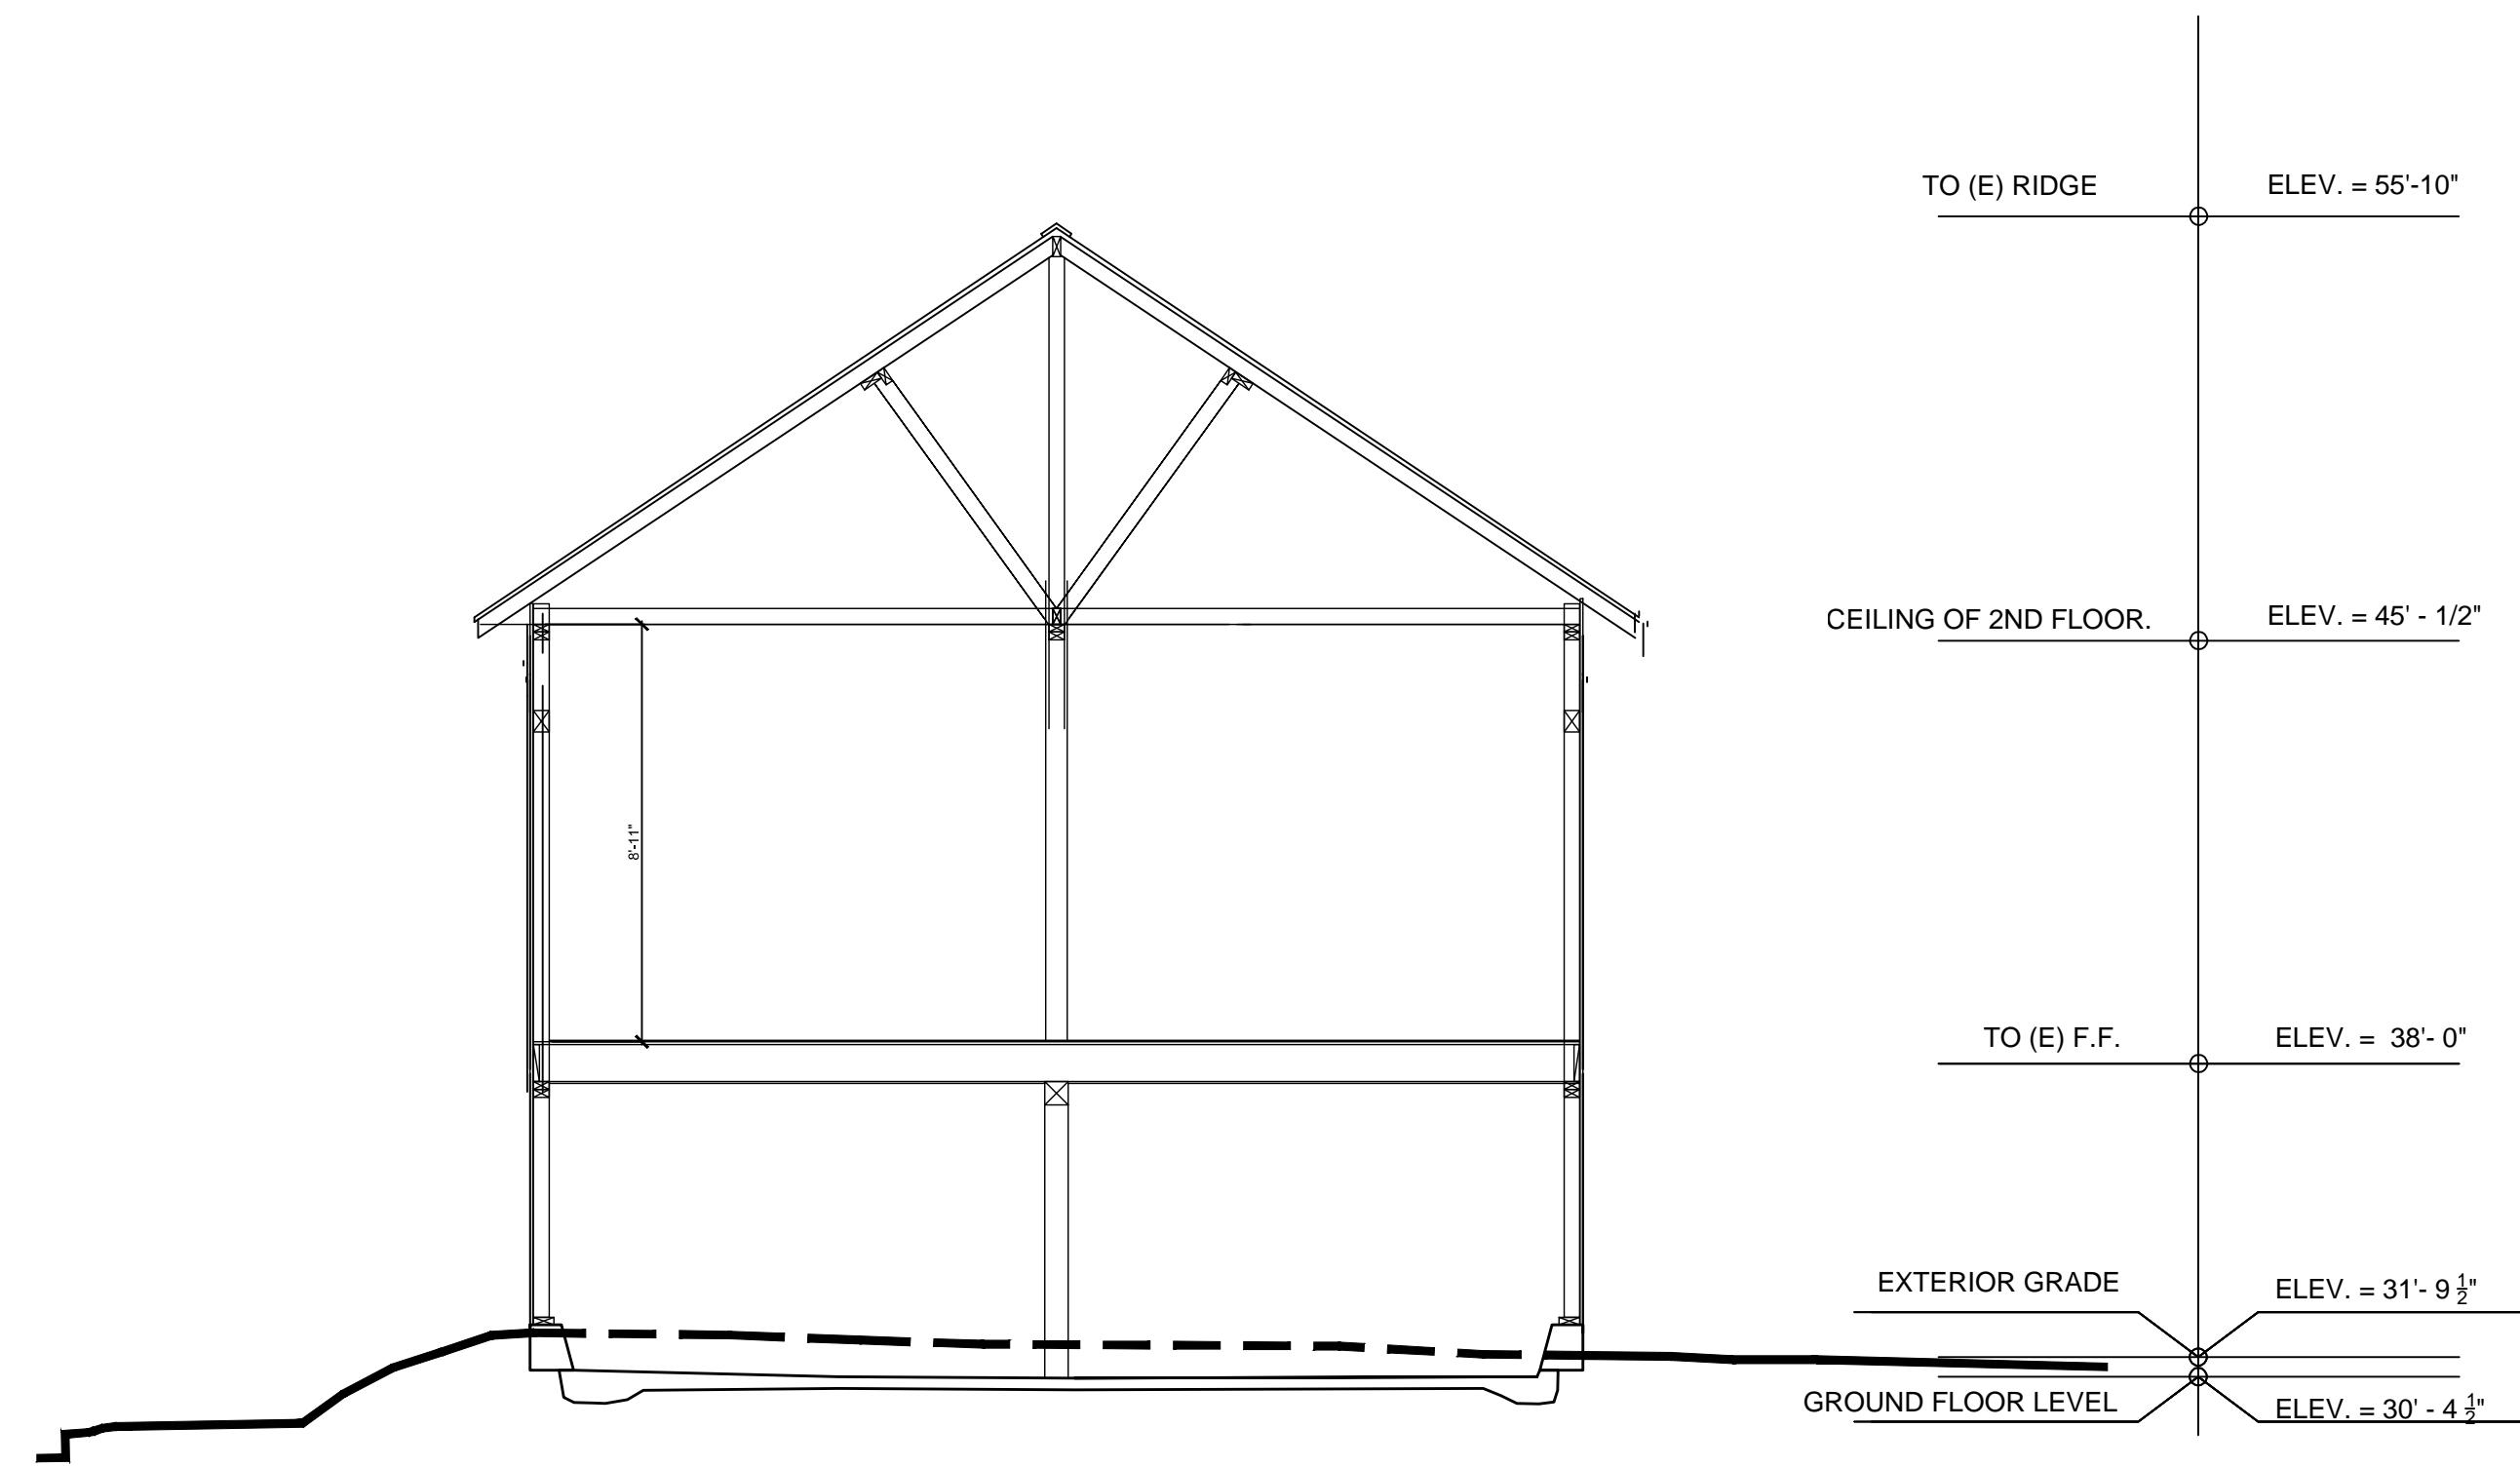 TO (E) RIDGE ELEV. = 55'-10"
CEILING OF 2ND FLOOR. ELEV. = 45' - 1/2"
8'-11"
TO (E) F.F. ELEV. = 38'- 0"
EXTERIOR GRADE ELEV. = 31'- 9 1/2"
GROUND FLOOR LEVEL ELEV. = 30' - 4 1/2"